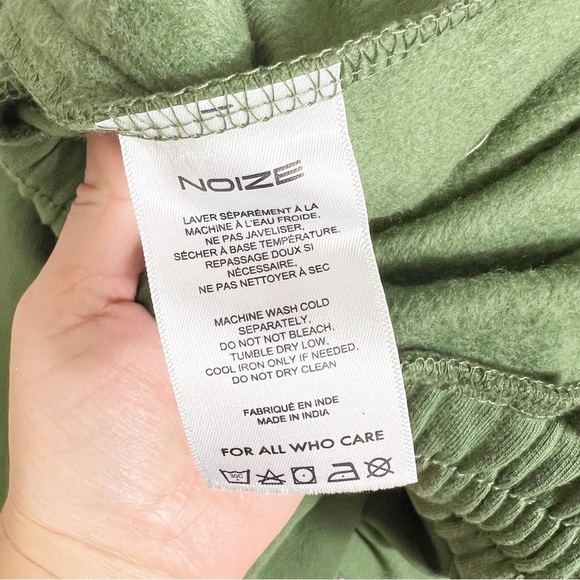 NOIZE
LAVER SÉPARÉMENT À LA
MACHINE À L'EAU FROIDE.
NE PAS JAVELISER,
SÉCHER À BASE TEMPÉRATURE.
REPASSAGE DOUX SI
NÉCESSAIRE,
NE PAS NETTOYER À SEC
MACHINE WASH COLD
SEPARATELY,
DO NOT BLEACH,
TUMBLE DRY LOW,
COOL IRON ONLY IF NEEDED,
DO NOT DRY CLEAN
FABRIQUÉ EN INDE
MADE IN INDIA
FOR ALL WHO CARE